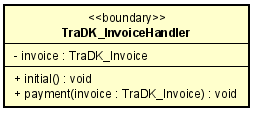 <<boundary>>
TraDK_InvoiceHandler
- invoice : TraDK_Invoice
+ initial() : void
+ payment(invoice : TraDK_Invoice) : void